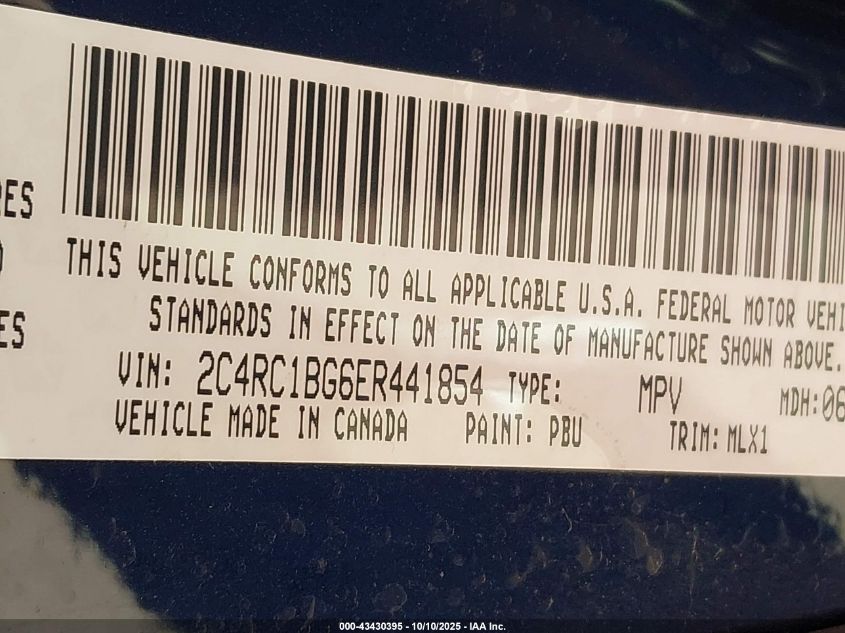 RES
THIS VEHICLE CONFORMS TO ALL APPLICABLE U.S.A. FEDERAL MOTOR VEHI
STANDARDS IN EFFECT ON THE DATE OF MANUFACTURE SHOWN ABOVE.
ES
VIN: 2C4RC1BG6ER441854 TYPE: MPV MDH:06
VEHICLE MADE IN CANADA PAINT: PBU TRIM: MLX1
000-43430395 - 10/10/2025 - IAA Inc.